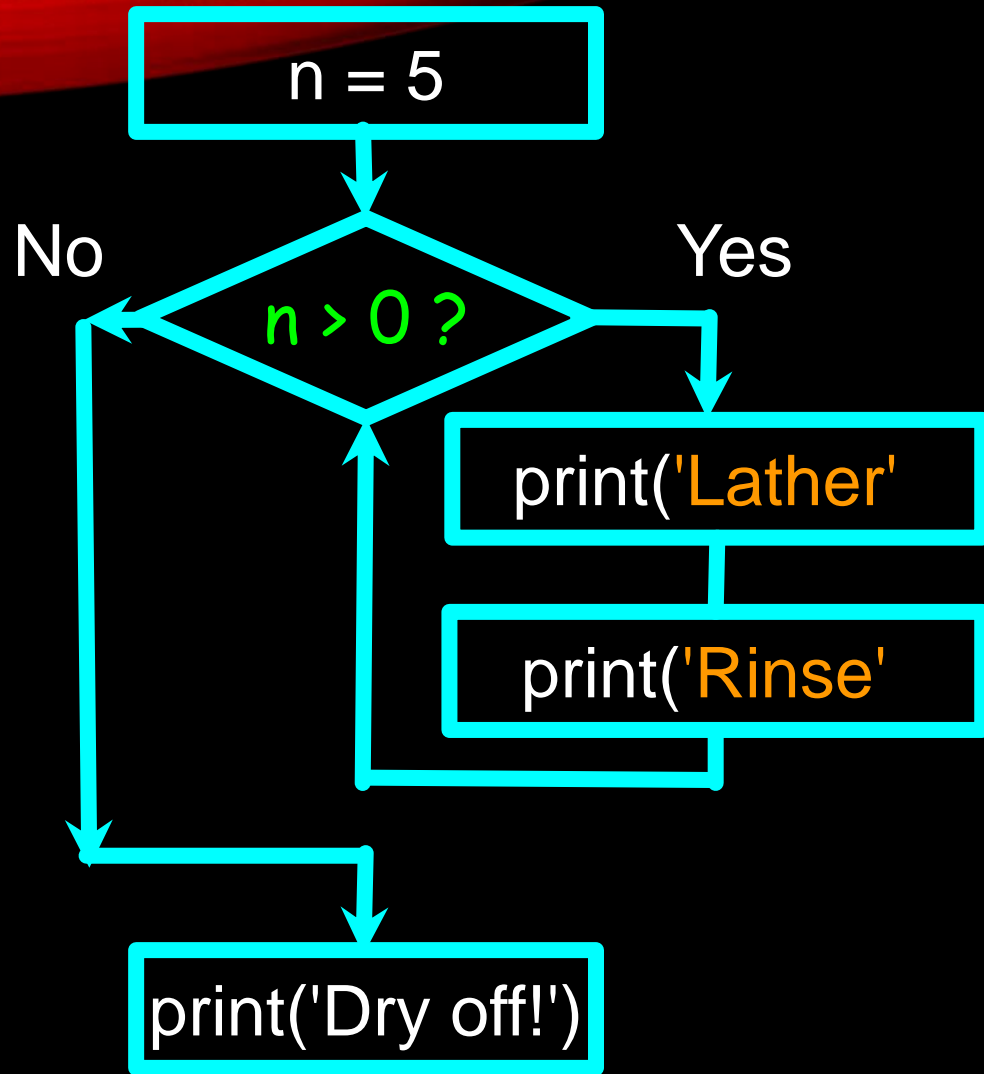 n = 5
No
Yes
n > 0 ?
print('Lather'
print('Rinse'
print('Dry off!')